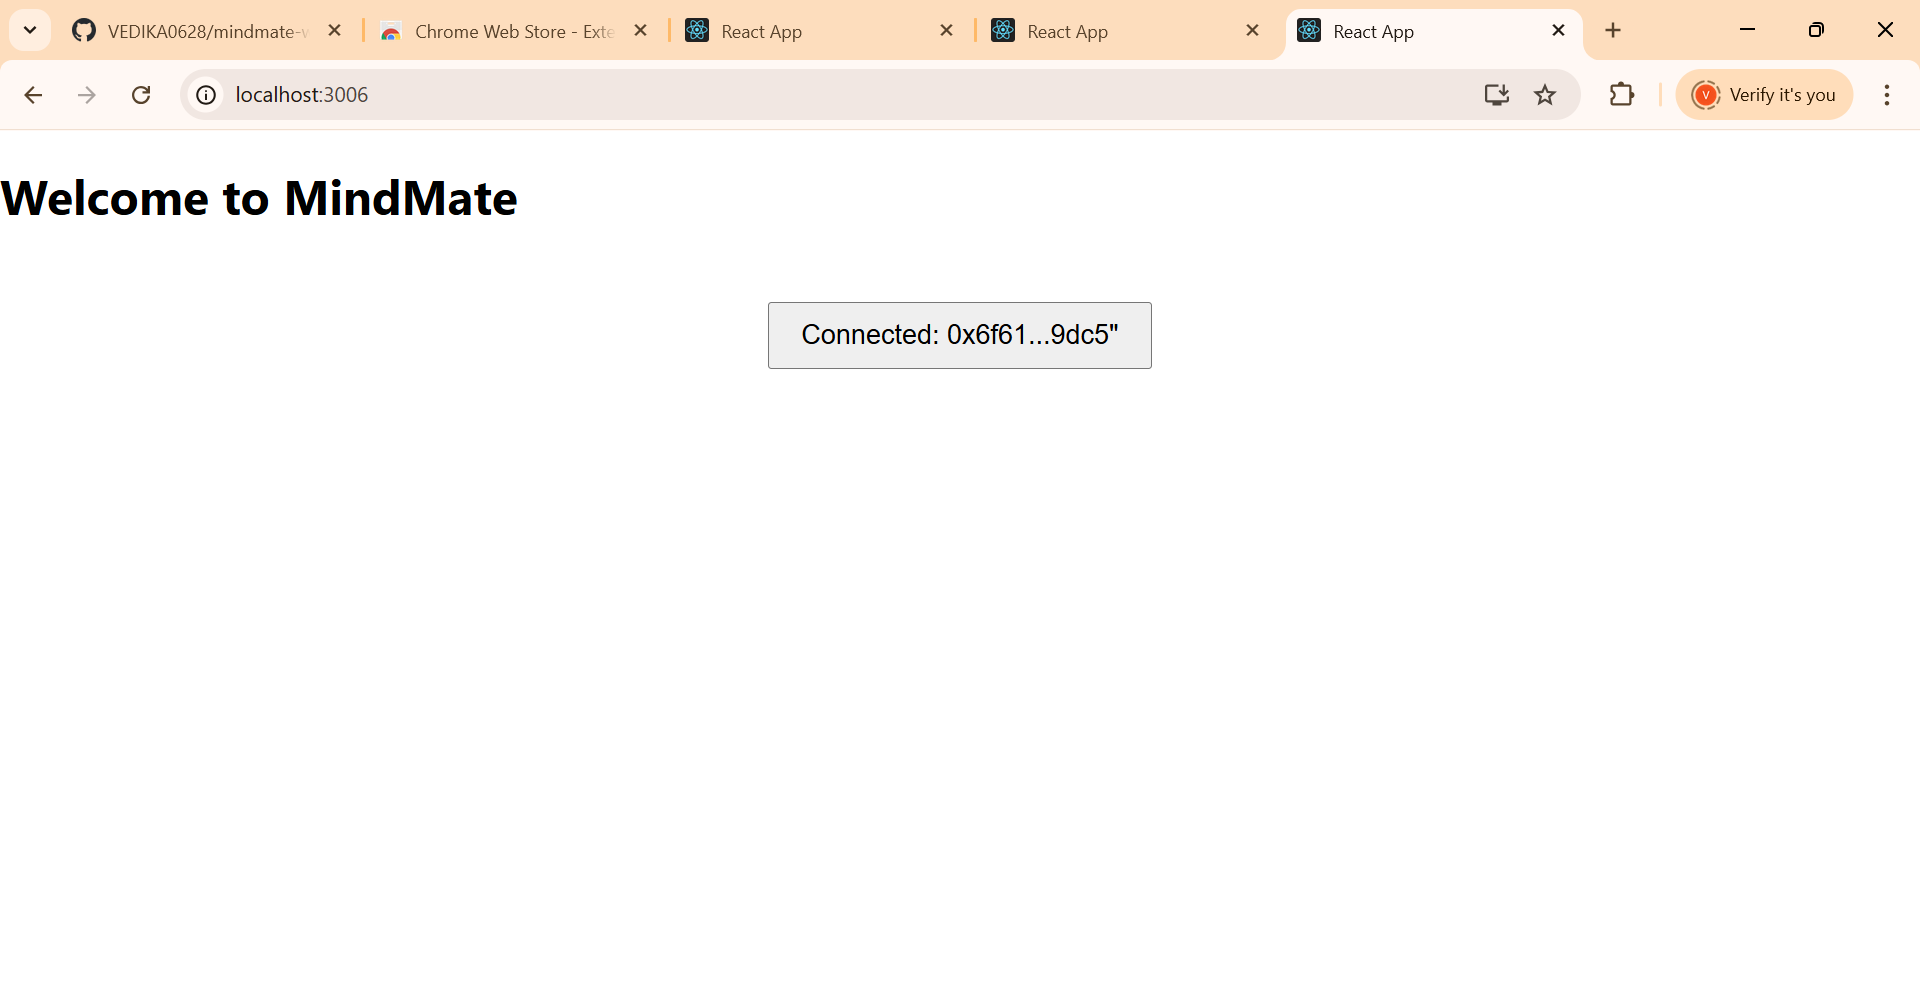 VEDIKA0628/mindmate-w
Chrome Web Store - Exte
React App
React App
React App
localhost:3006
V
Verify it's you
Welcome to MindMate
Connected: 0x6f61...9dc5"